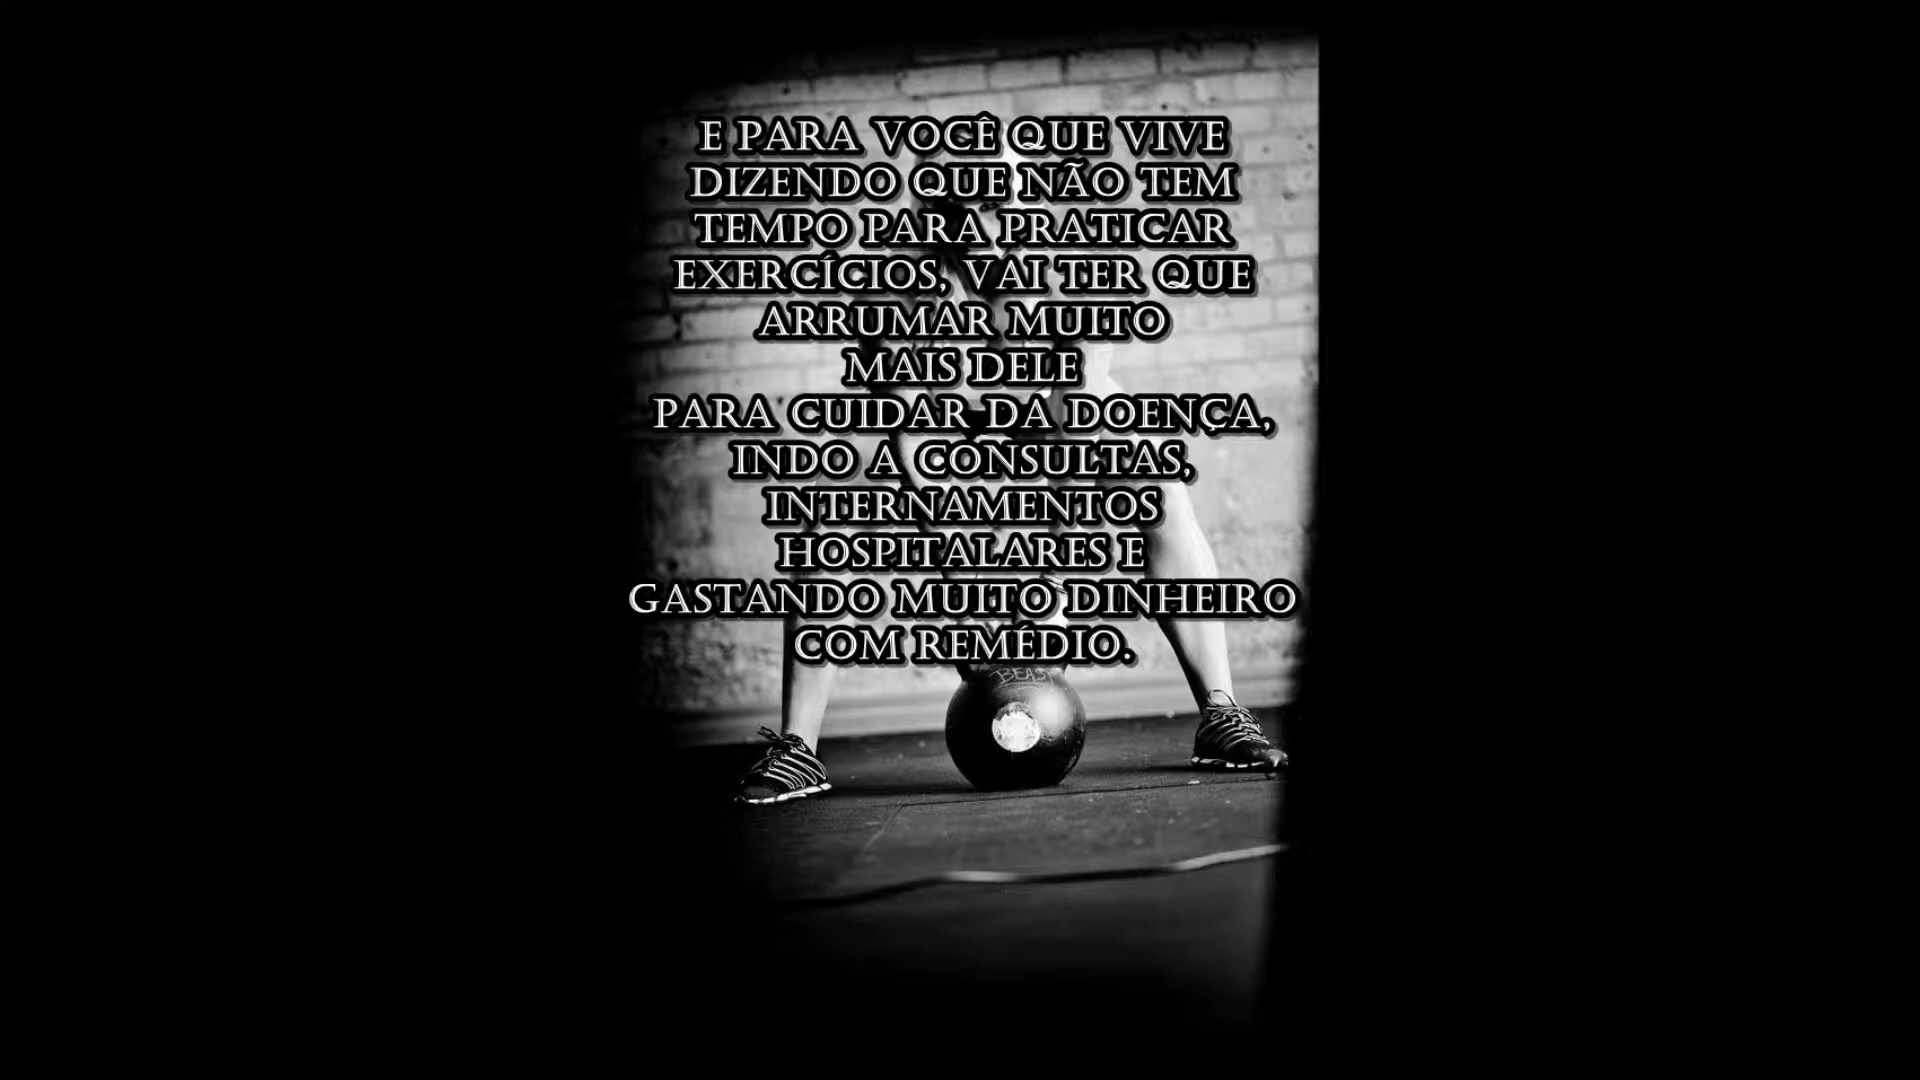 E PARA VOCÊ QUE VIVE
DIZENDO QUE NÃO TEM
TEMPO PARA PRATICAR
EXERCÍCIOS, VAI TER QUE
ARRUMAR MUITO
MAIS DELE
PARA CUIDAR DA DOENÇA,
INDO A CONSULTAS,
INTERNAMENTOS
HOSPITALARES E
GASTANDO MUITO DINHEIRO
COM REMÉDIO.
BEAST